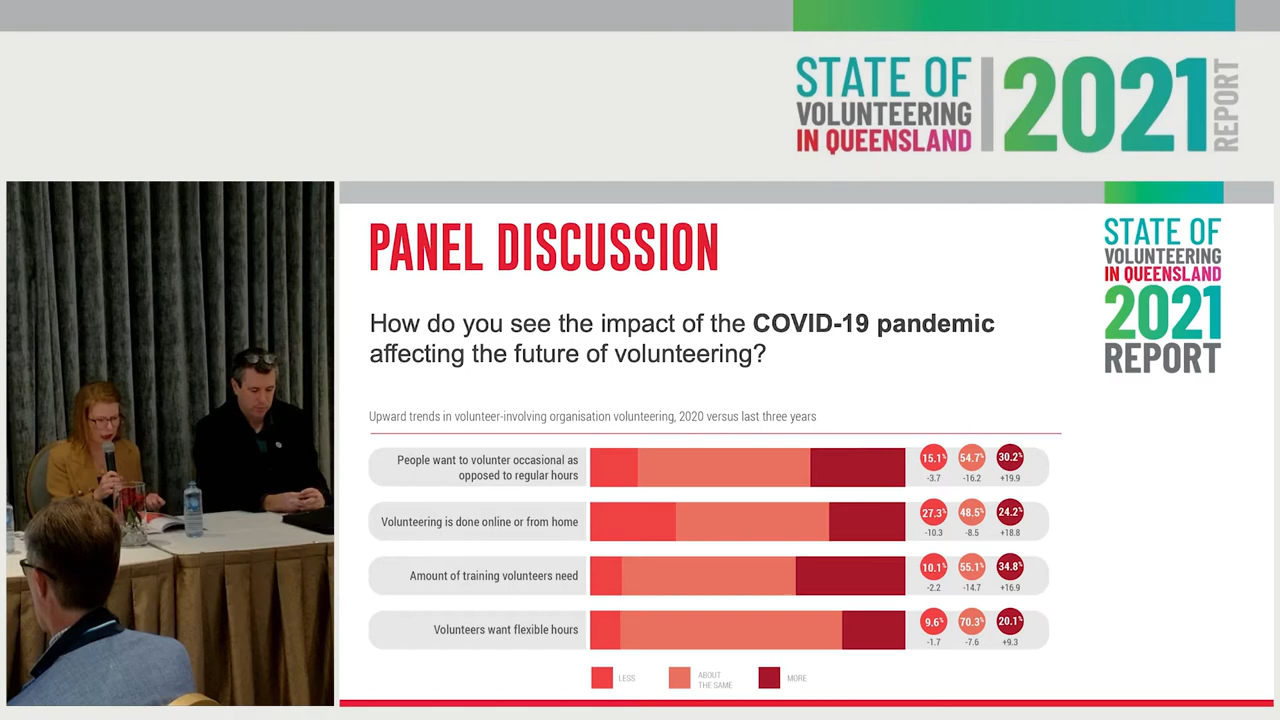 STATE OF
VOLUNTEERING
IN QUEENSLAND
2021
REPORT
PANEL DISCUSSION
STATE OF
VOLUNTEERING
IN QUEENSLAND
2021
REPORT
How do you see the impact of the COVID-19 pandemic
affecting the future of volunteering?
Upward trends in volunteer-involving organisation volunteering, 2020 versus last three years
People want to volunter occasional as
opposed to regular hours
15.1% 54.7% 30.2%
-3.7 -16.2 +19.9
Volunteering is done online or from home
27.3% 48.5% 24.2%
-10.3 -8.5 +18.8
Amount of training volunteers need
10.1% 55.1% 34.8%
-2.2 -14.7 +16.9
Volunteers want flexible hours
9.6% 70.3% 20.1%
-1.7 -7.6 +9.3
LESS
ABOUT
THE SAME
MORE